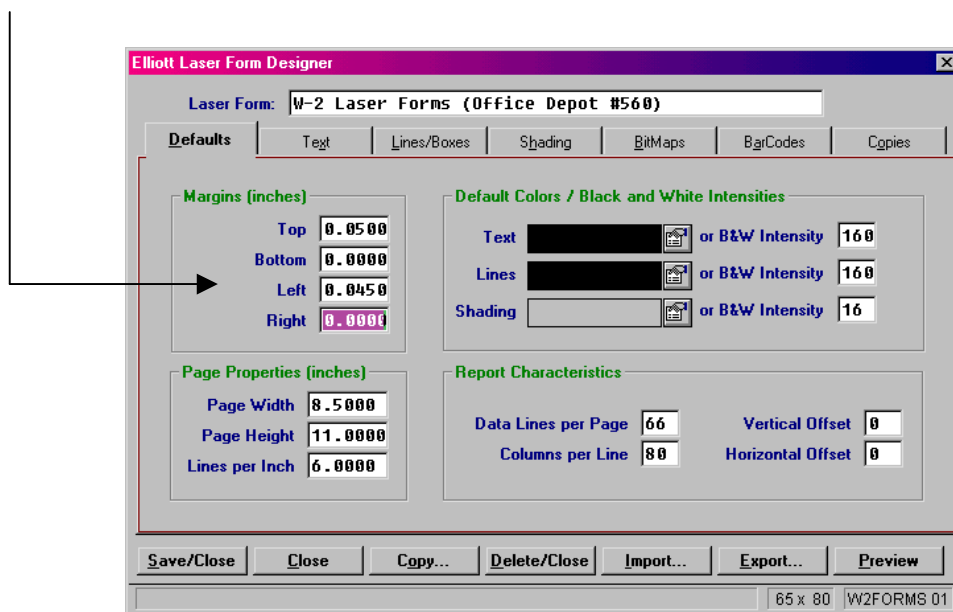 Elliott Laser Form Designer
Laser Form: W-2 Laser Forms (Office Depot #560)
Defaults Text Lines/Boxes Shading BitMaps BarCodes Copies
Margins (inches)
Top 0.0500
Bottom 0.0000
Left 0.0450
Right 0.0000
Default Colors / Black and White Intensities
Text or B&W Intensity 160
Lines or B&W Intensity 160
Shading or B&W Intensity 16
Page Properties (inches)
Page Width 8.5000
Page Height 11.0000
Lines per Inch 6.0000
Report Characteristics
Data Lines per Page 66 Vertical Offset 0
Columns per Line 80 Horizontal Offset 0
Save/Close Close Copy... Delete/Close Import... Export... Preview
65 x 80 W2FORMS 01